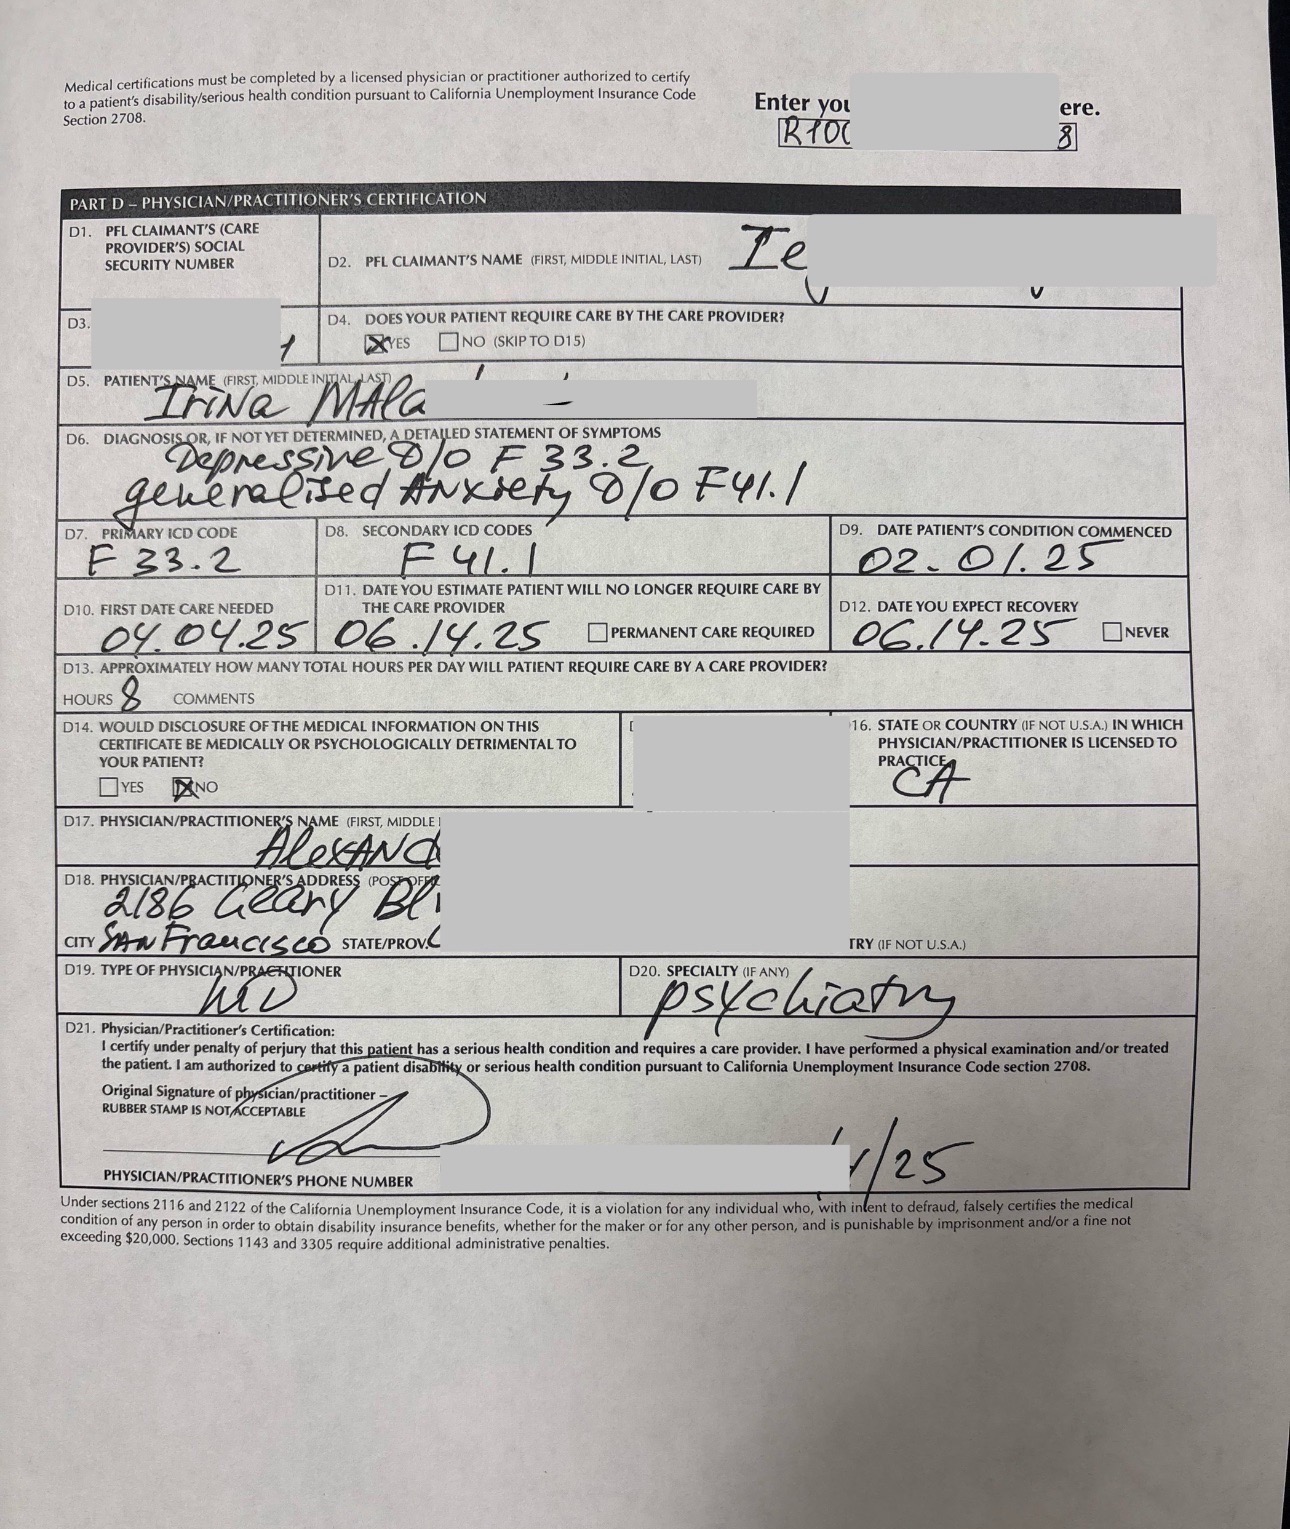 Medical certifications must be completed by a licensed physician or practitioner authorized to certify
to a patient's disability/serious health condition pursuant to California Unemployment Insurance Code
Section 2708.
Enter you ere.
R100 8
PART D – PHYSICIAN/PRACTITIONER'S CERTIFICATION
D1. PFL CLAIMANT'S (CARE
PROVIDER'S) SOCIAL
SECURITY NUMBER
D2. PFL CLAIMANT'S NAME (FIRST, MIDDLE INITIAL, LAST) Ie
D3.
1
D4. DOES YOUR PATIENT REQUIRE CARE BY THE CARE PROVIDER?
YES NO (SKIP TO D15)
D5. PATIENT'S NAME (FIRST, MIDDLE INITIAL, LAST)
Irina MAla
D6. DIAGNOSIS OR, IF NOT YET DETERMINED, A DETAILED STATEMENT OF SYMPTOMS
Depressive D/O F 33.2
generalised Anxiety D/O F41.1
D7. PRIMARY ICD CODE
F 33.2
D8. SECONDARY ICD CODES
F 41.1
D9. DATE PATIENT'S CONDITION COMMENCED
02.01.25
D10. FIRST DATE CARE NEEDED
04.04.25
D11. DATE YOU ESTIMATE PATIENT WILL NO LONGER REQUIRE CARE BY
THE CARE PROVIDER
06.14.25 PERMANENT CARE REQUIRED
D12. DATE YOU EXPECT RECOVERY
06.14.25 NEVER
D13. APPROXIMATELY HOW MANY TOTAL HOURS PER DAY WILL PATIENT REQUIRE CARE BY A CARE PROVIDER?
HOURS 8 COMMENTS
D14. WOULD DISCLOSURE OF THE MEDICAL INFORMATION ON THIS
CERTIFICATE BE MEDICALLY OR PSYCHOLOGICALLY DETRIMENTAL TO
YOUR PATIENT?
YES NO
16. STATE OR COUNTRY (IF NOT U.S.A.) IN WHICH
PHYSICIAN/PRACTITIONER IS LICENSED TO
PRACTICE
CA
D17. PHYSICIAN/PRACTITIONER'S NAME (FIRST, MIDDLE
AlexANd
D18. PHYSICIAN/PRACTITIONER'S ADDRESS (POST OFF
2186 Geary Bl
CITY SAN Francisco STATE/PROV. C TRY (IF NOT U.S.A.)
D19. TYPE OF PHYSICIAN/PRACTITIONER
MD
D20. SPECIALTY (IF ANY)
psychiatry
D21. Physician/Practitioner's Certification:
I certify under penalty of perjury that this patient has a serious health condition and requires a care provider. I have performed a physical examination and/or treated
the patient. I am authorized to certify a patient disability or serious health condition pursuant to California Unemployment Insurance Code section 2708.
Original Signature of physician/practitioner –
RUBBER STAMP IS NOT ACCEPTABLE
/25
PHYSICIAN/PRACTITIONER'S PHONE NUMBER
Under sections 2116 and 2122 of the California Unemployment Insurance Code, it is a violation for any individual who, with intent to defraud, falsely certifies the medical
condition of any person in order to obtain disability insurance benefits, whether for the maker or for any other person, and is punishable by imprisonment and/or a fine not
exceeding $20,000. Sections 1143 and 3305 require additional administrative penalties.